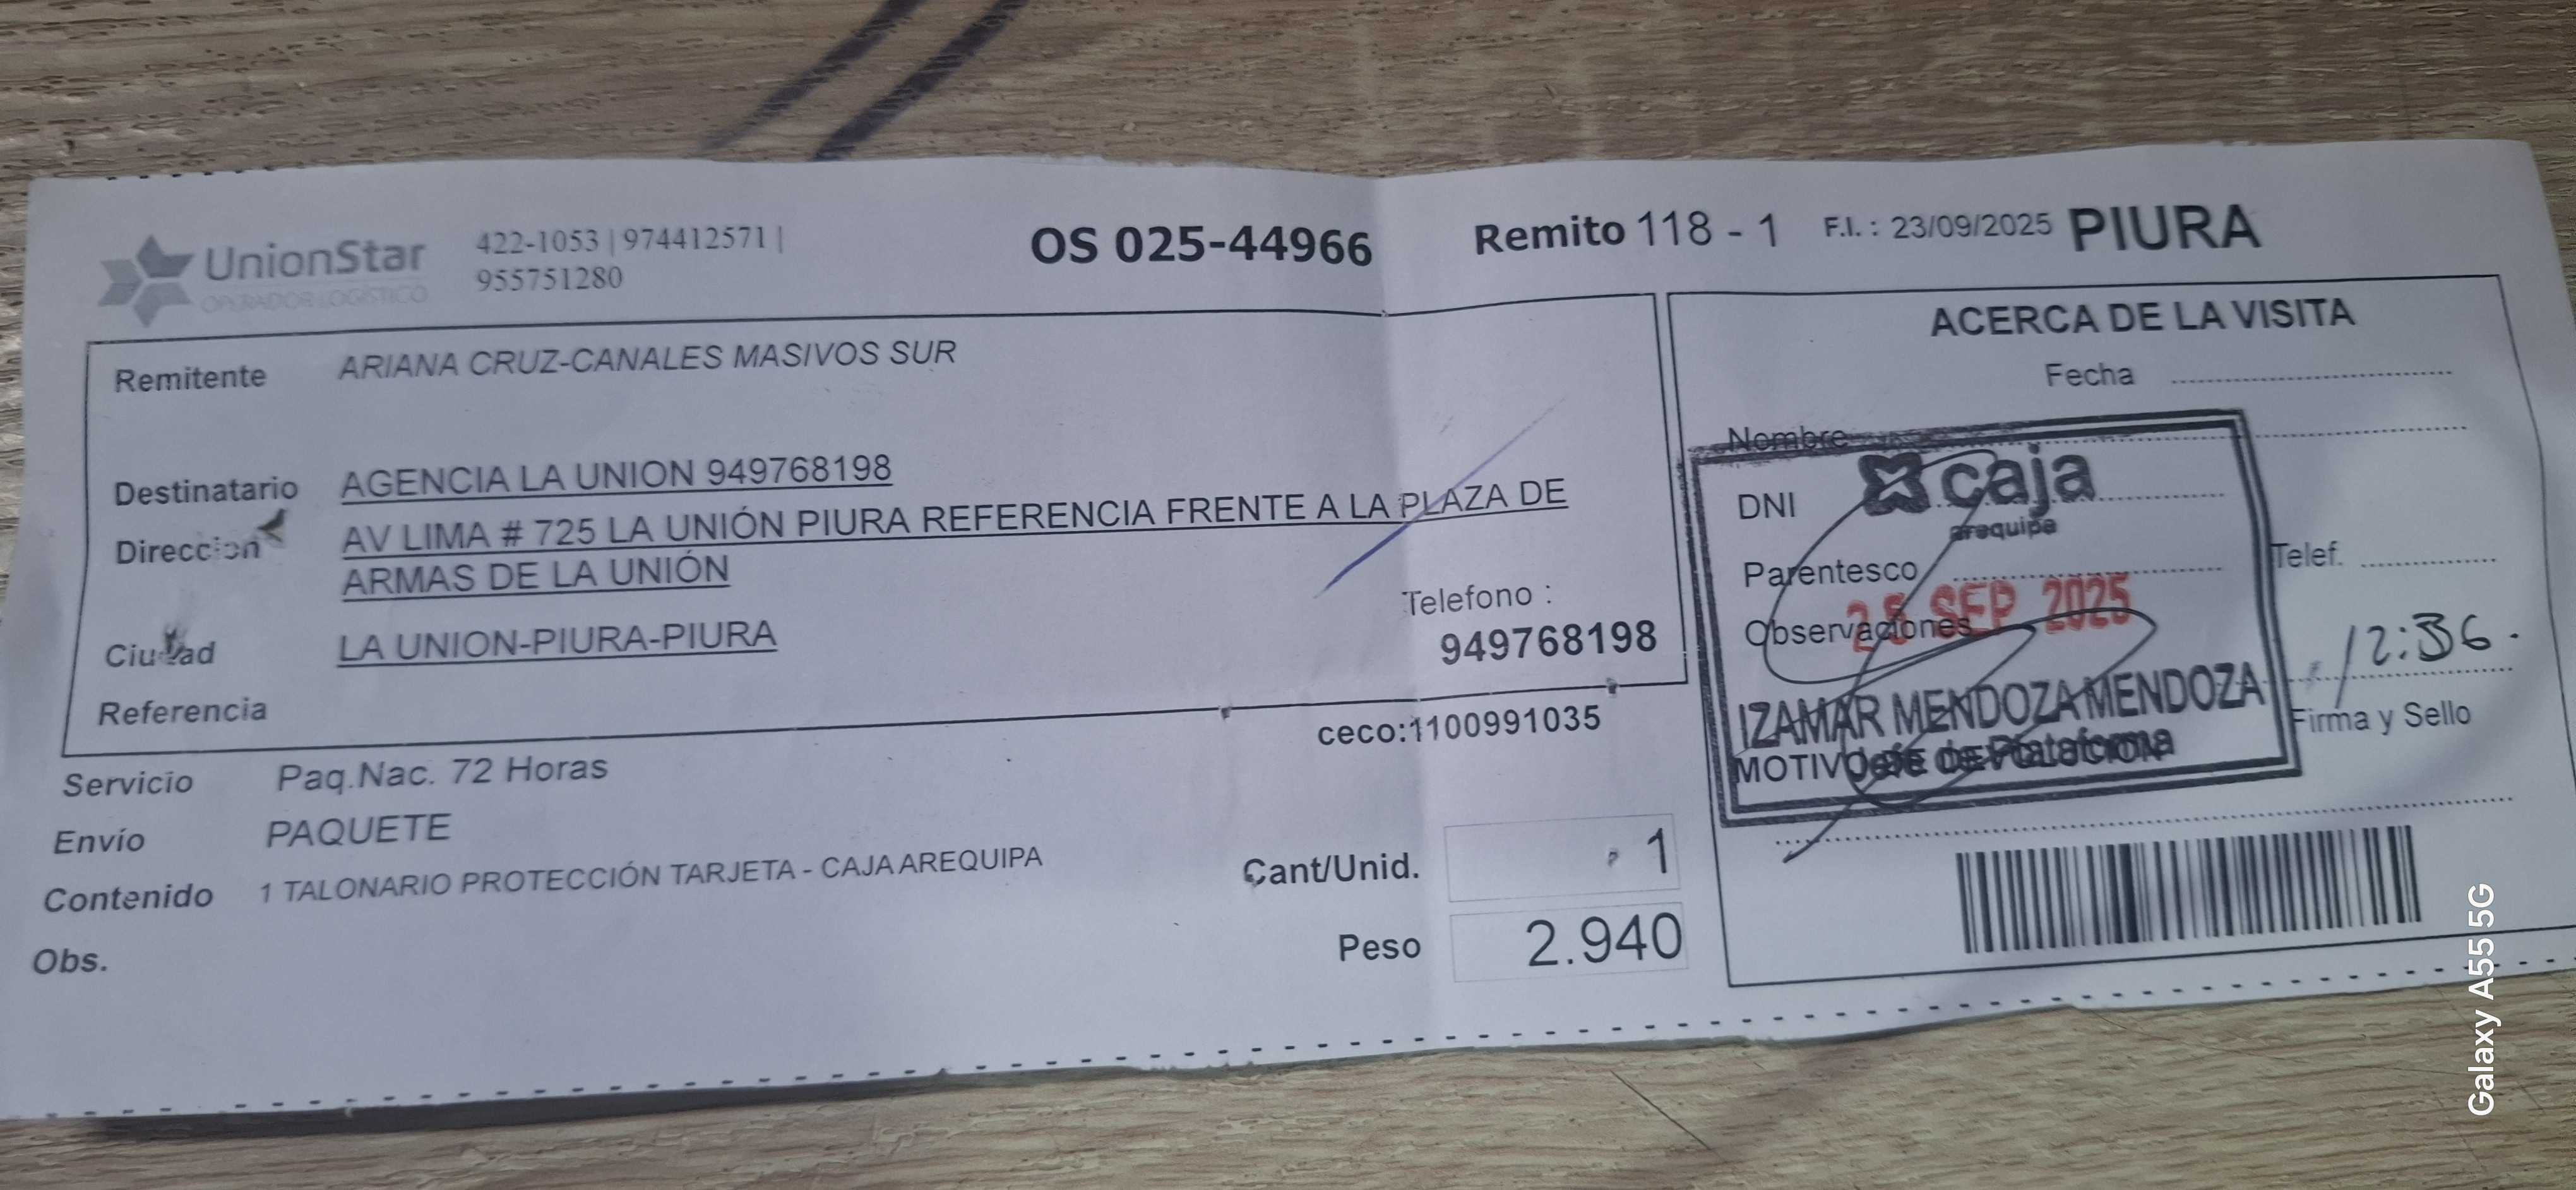 UnionStar
OPERADOR LOGÍSTICO
422-1053 | 974412571 |
955751280
OS 025-44966
Remito 118 - 1
F.I. : 23/09/2025
PIURA
Remitente ARIANA CRUZ-CANALES MASIVOS SUR
Destinatario AGENCIA LA UNION 949768198
Direccion AV LIMA # 725 LA UNIÓN PIURA REFERENCIA FRENTE A LA PLAZA DE
ARMAS DE LA UNIÓN
Telefono :
Ciudad LA UNION-PIURA-PIURA
949768198
Referencia
ceco:1100991035
Servicio Paq.Nac. 72 Horas
Envío PAQUETE
Contenido 1 TALONARIO PROTECCIÓN TARJETA - CAJA AREQUIPA
Obs.
Cant/Unid. 1
Peso 2.940
ACERCA DE LA VISITA
Fecha
Nombre
caja
arequipa
DNI
Parentesco
Telef.
SEP 2025
Observaciones
12:36.
IZAMAR MENDOZA MENDOZA
Firma y Sello
Jefe de Plataforma
Galaxy A55 5G